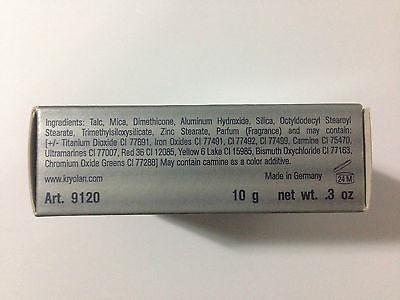 Ingredients: Talc, Mica, Dimethicone, Aluminum Hydroxide, Silica, Octyldodecyl Stearoyl
Stearate, Trimethylsiloxysilicate, Zinc Stearate, Parfum (Fragrance) and may contain:
[+/- Titanium Dioxide CI 77891, Iron Oxides CI 77491, CI 77492, CI 77499, Carmine CI 75470,
Ultramarines CI 77007, Red 36 CI 12085, Yellow 6 Lake CI 15985, Bismuth Oxychloride CI 77163,
Chromium Oxide Greens CI 77288] May contain carmine as a color additive.
www.kryolan.com Made in Germany
24 M
Art. 9120 10 g net wt. .3 oz